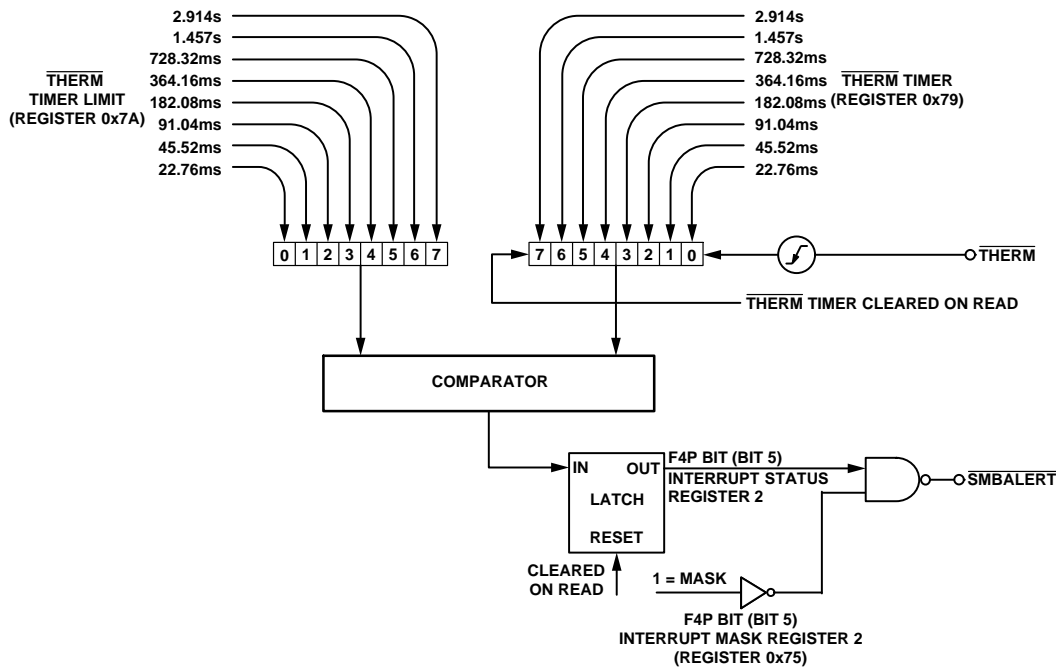 2.914s
1.457s
728.32ms
364.16ms
182.08ms
91.04ms
45.52ms
22.76ms
THERM
TIMER LIMIT
(REGISTER 0x7A)
2.914s
1.457s
728.32ms
364.16ms
182.08ms
91.04ms
45.52ms
22.76ms
THERM TIMER
(REGISTER 0x79)
0 1 2 3 4 5 6 7
7 6 5 4 3 2 1 0
THERM
THERM TIMER CLEARED ON READ
COMPARATOR
IN OUT
LATCH
RESET
F4P BIT (BIT 5)
INTERRUPT STATUS
REGISTER 2
SMBALERT
CLEARED
ON READ
1 = MASK
F4P BIT (BIT 5)
INTERRUPT MASK REGISTER 2
(REGISTER 0x75)